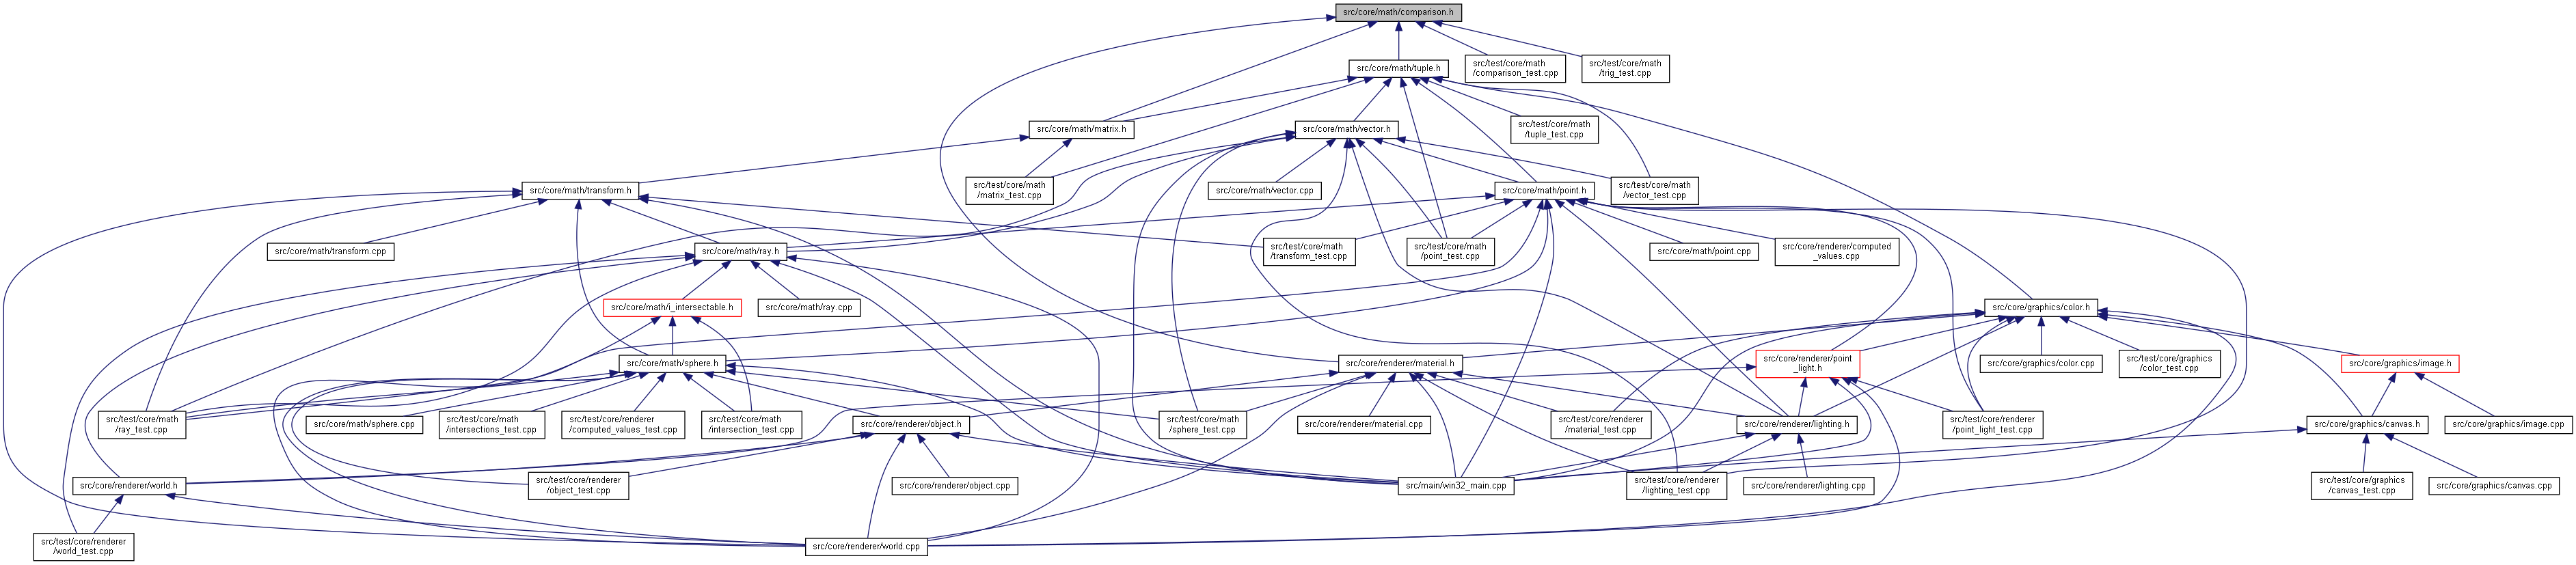 src/core/math/comparison.h
src/core/math/tuple.h
src/test/core/math
/comparison_test.cpp
src/test/core/math
/trig_test.cpp
src/core/math/matrix.h
src/core/math/vector.h
src/test/core/math
/tuple_test.cpp
src/core/math/transform.h
src/test/core/math
/matrix_test.cpp
src/core/math/vector.cpp
src/core/math/point.h
src/test/core/math
/vector_test.cpp
src/core/math/transform.cpp
src/core/math/ray.h
src/test/core/math
/transform_test.cpp
src/test/core/math
/point_test.cpp
src/core/math/point.cpp
src/core/renderer/computed
_values.cpp
src/core/math/i_intersectable.h
src/core/math/ray.cpp
src/core/graphics/color.h
src/core/math/sphere.h
src/core/renderer/material.h
src/core/renderer/point
_light.h
src/core/graphics/color.cpp
src/test/core/graphics
/color_test.cpp
src/core/graphics/image.h
src/test/core/math
/ray_test.cpp
src/core/math/sphere.cpp
src/test/core/math
/intersections_test.cpp
src/test/core/renderer
/computed_values_test.cpp
src/test/core/math
/intersection_test.cpp
src/core/renderer/object.h
src/test/core/math
/sphere_test.cpp
src/core/renderer/material.cpp
src/test/core/renderer
/material_test.cpp
src/core/renderer/lighting.h
src/test/core/renderer
/point_light_test.cpp
src/core/graphics/canvas.h
src/core/graphics/image.cpp
src/core/renderer/world.h
src/test/core/renderer
/object_test.cpp
src/core/renderer/object.cpp
src/main/win32_main.cpp
src/test/core/renderer
/lighting_test.cpp
src/core/renderer/lighting.cpp
src/test/core/graphics
/canvas_test.cpp
src/core/graphics/canvas.cpp
src/test/core/renderer
/world_test.cpp
src/core/renderer/world.cpp